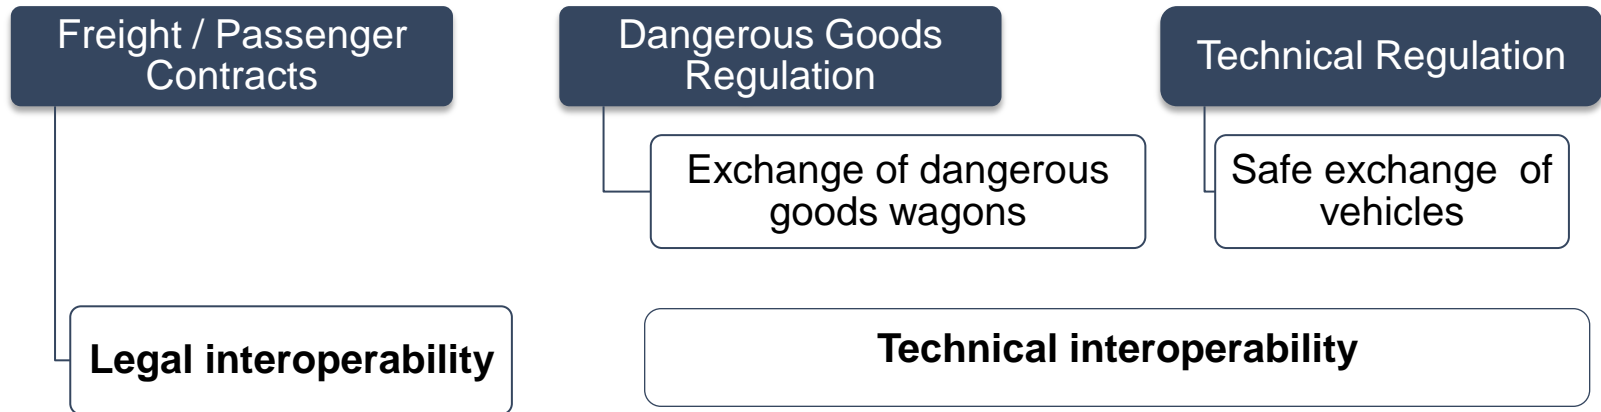 Freight / Passenger
Contracts
Dangerous Goods
Regulation
Technical Regulation
Exchange of dangerous
goods wagons
Safe exchange of
vehicles
Legal interoperability
Technical interoperability